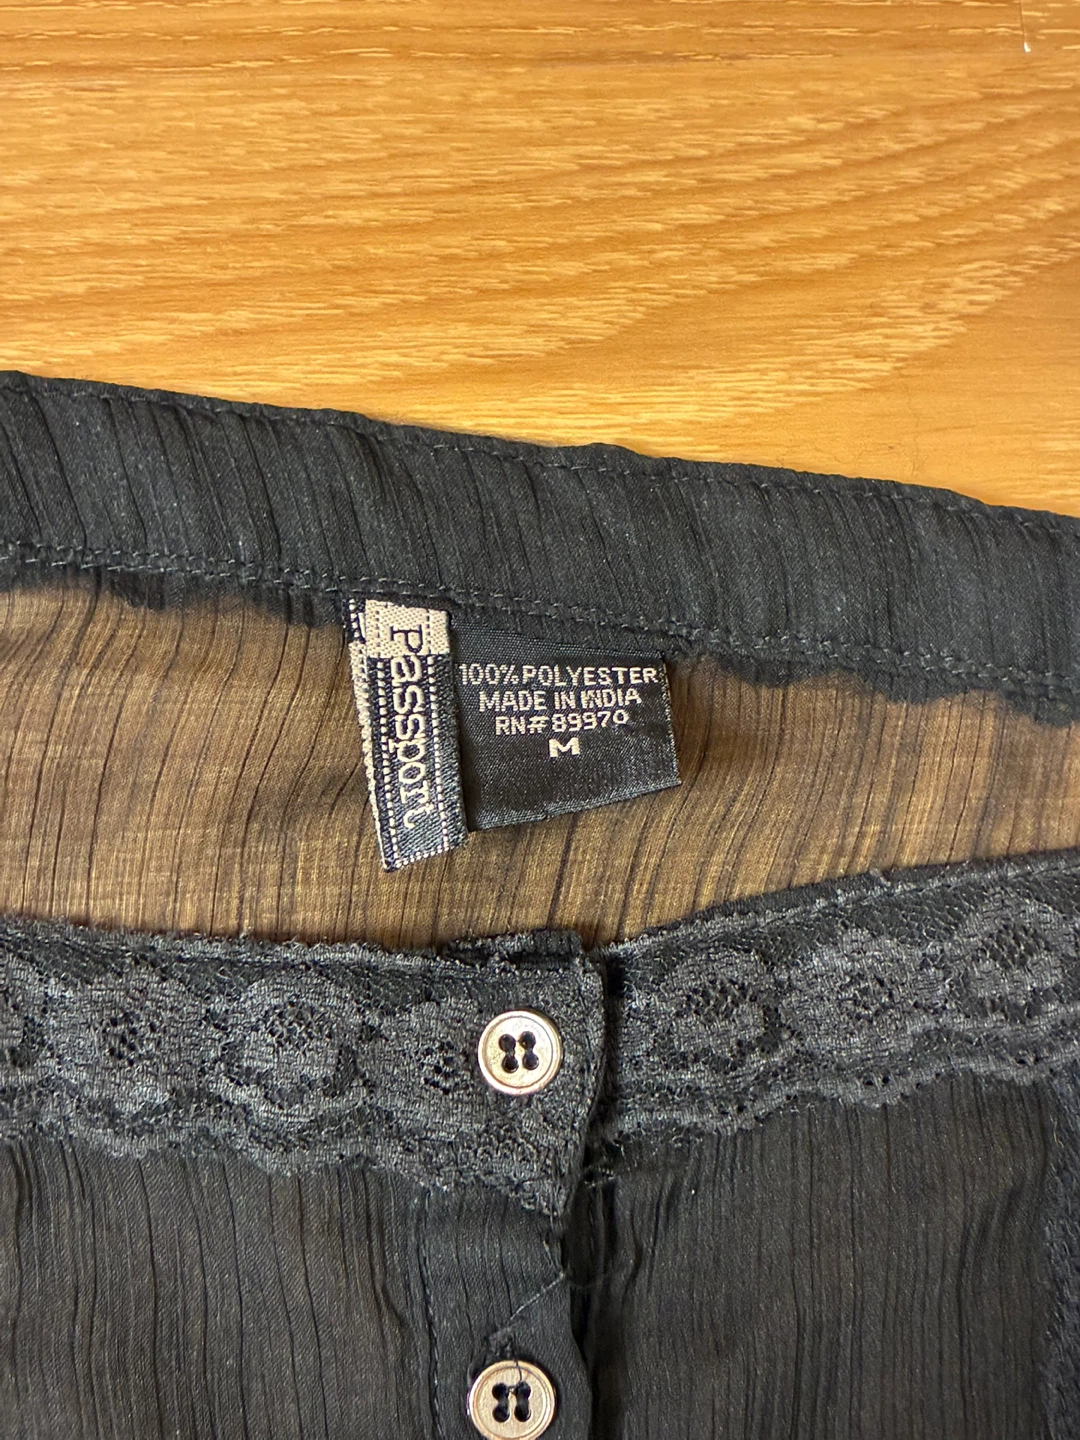 Passport
100% POLYESTER
MADE IN INDIA
RN# 89970
M